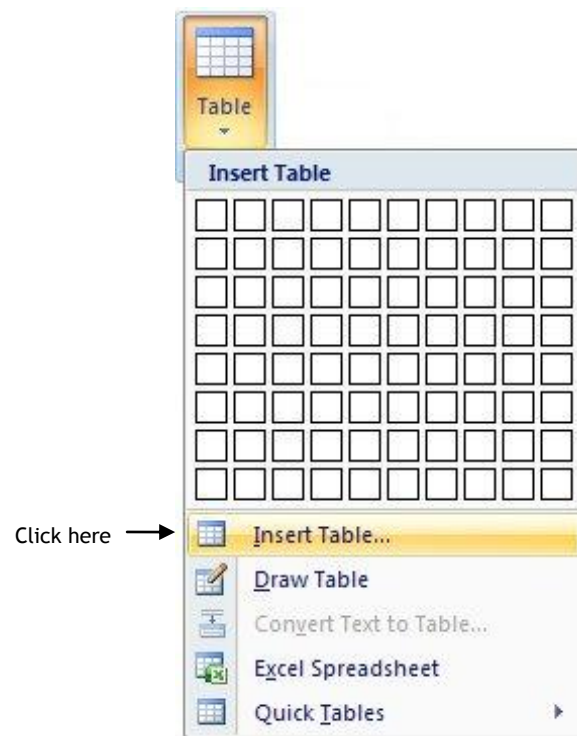 Table
Insert Table
Click here
Insert Table...
Draw Table
Convert Text to Table...
Excel Spreadsheet
Quick Tables